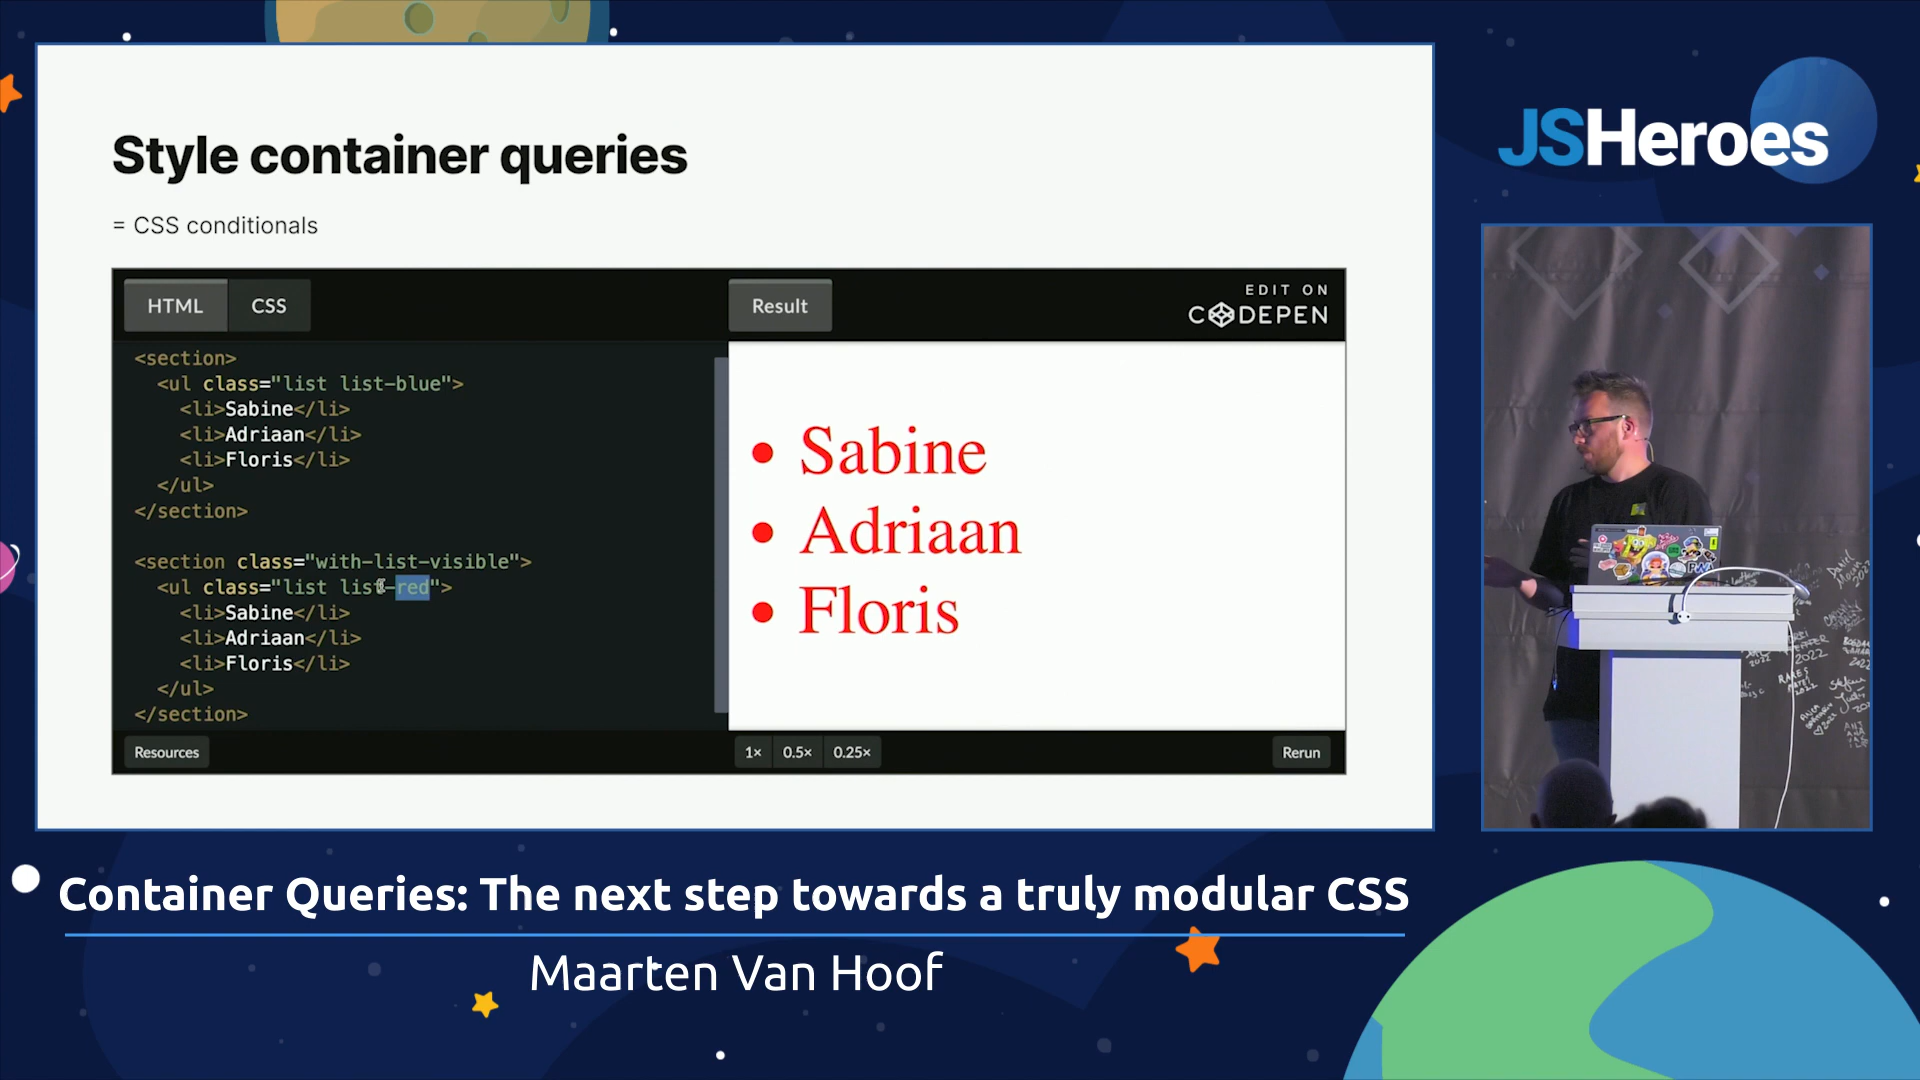 Style container queries
= CSS conditionals
HTML
CSS
Result
EDIT ON
CODEPEN
<section>
<ul class="list list-blue">
<li>Sabine</li>
<li>Adriaan</li>
<li>Floris</li>
</ul>
</section>
<section class="with-list-visible">
<ul class="list list-red">
<li>Sabine</li>
<li>Adriaan</li>
<li>Floris</li>
</ul>
</section>
• Sabine
• Adriaan
• Floris
Resources
1×
0.5×
0.25×
Rerun
JSHeroes
Container Queries: The next step towards a truly modular CSS
Maarten Van Hoof